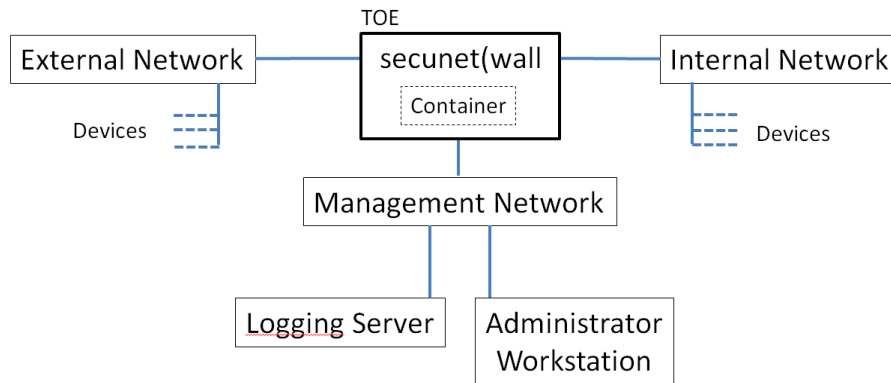 TOE
External Network
secunet(wall
Internal Network
Container
Devices
Devices
Management Network
Logging Server
Administrator
Workstation